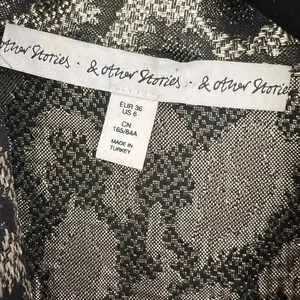 & other Stories · & other Stories · & other Stories
EUR 36
US 6
CN
165/84A
MADE IN
TURKEY